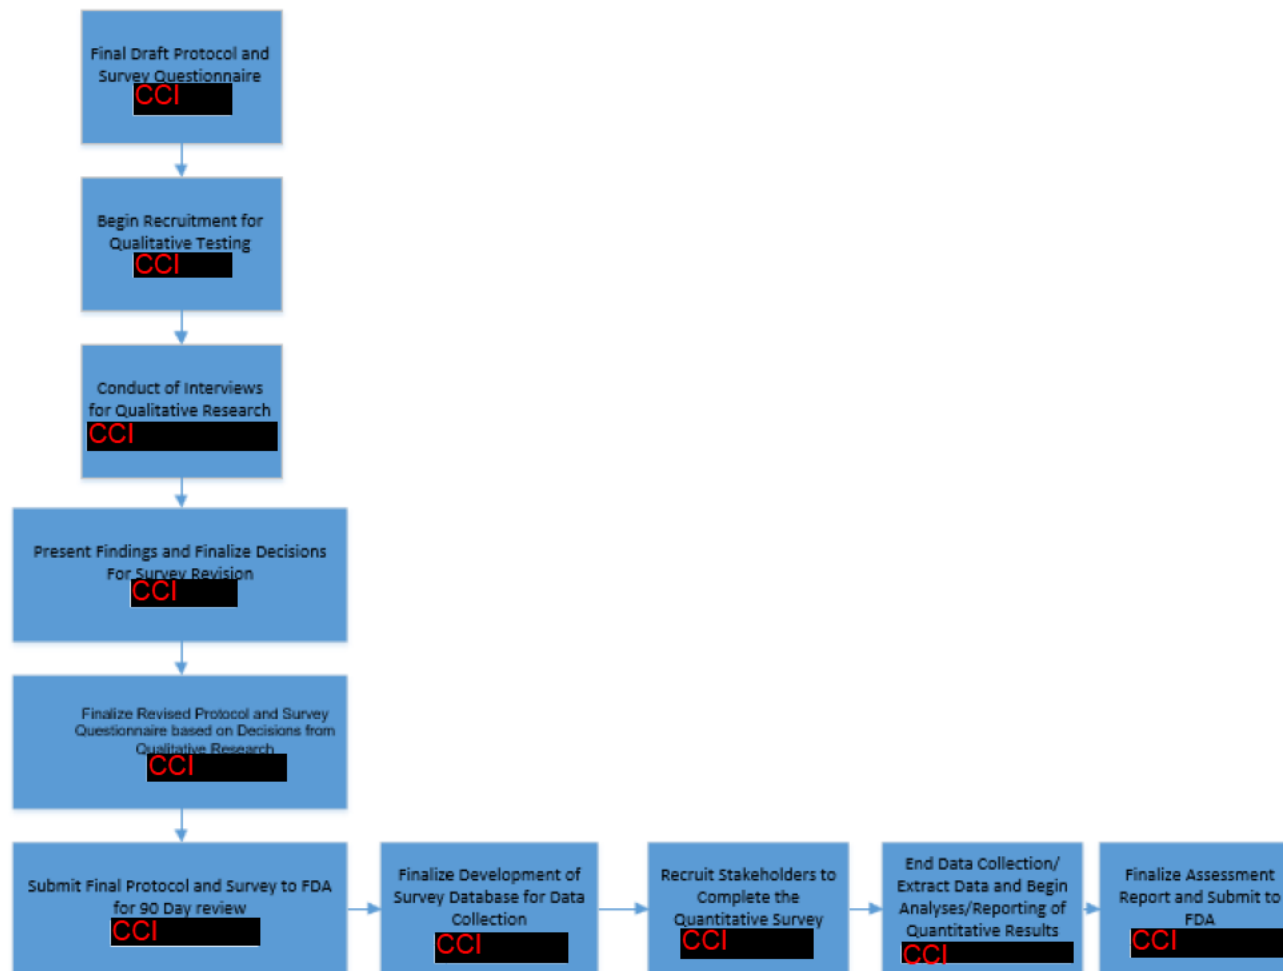 Final Draft Protocol and
Survey Questionnaire
CCI
Begin Recruitment for
Qualitative Testing
CCI
Conduct of Interviews
for Qualitative Research
CCI
Present Findings and Finalize Decisions
For Survey Revision
CCI
Finalize Revised Protocol and Survey
Questionnaire based on Decisions from
Qualitative Research
CCI
Submit Final Protocol and Survey to FDA
for 90 Day review
CCI
Finalize Development of
Survey Database for Data
Collection
CCI
Recruit Stakeholders to
Complete the
Quantitative Survey
CCI
End Data Collection/
Extract Data and Begin
Analyses/Reporting of
Quantitative Results
CCI
Finalize Assessment
Report and Submit to
FDA
CCI